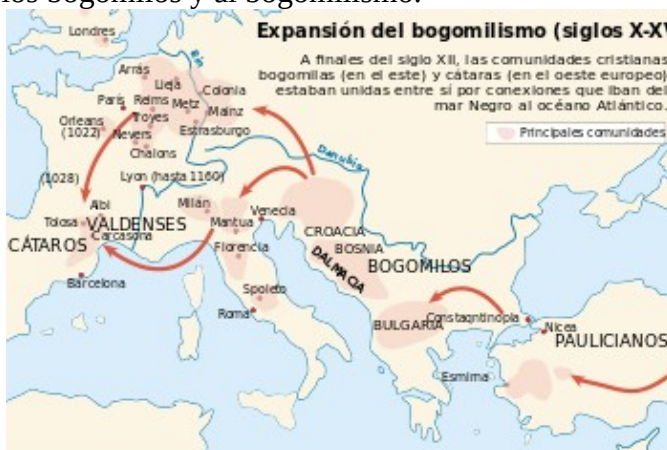 los bogomilos y al bogomilismo.
Expansión del bogomilismo (siglos X-XV
A finales del siglo XII, las comunidades cristianas
bogomilas (en el este) y cátaras (en el oeste europeo)
estaban unidas entre sí por conexiones que iban del
mar Negro al océano Atlántico.
Principales comunidades
Londres
Rin
Arrás
Lieja
Colonia
París
Reims
Metz
Mainz
Orleans
(1022)
Troyes
Nevers
Estrasburgo
Chalons
Danubio
(1028)
Lyon (hasta 1160)
Albi
Milán
Venecia
Tolosa
VALDENSES
Mantua
CROACIA
CÁTAROS
Carcasona
Florencia
BOSNIA
DALMACIA
BOGOMILOS
Barcelona
Spoleto
Roma
BULGARIA
Constaqntinopla
Nicea
PAULICIANOS
Esmirna